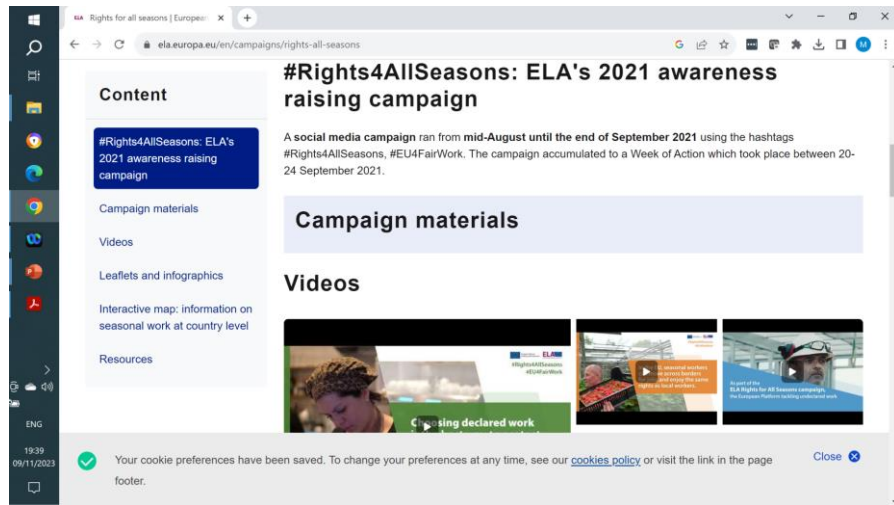 Rights for all seasons | European
ela.europa.eu/en/campaigns/rights-all-seasons
Content
#Rights4AllSeasons: ELA's
2021 awareness raising
campaign
Campaign materials
Videos
Leaflets and infographics
Interactive map: information on
seasonal work at country level
Resources
#Rights4AllSeasons: ELA's 2021 awareness
raising campaign
A social media campaign ran from mid-August until the end of September 2021 using the hashtags
#Rights4AllSeasons, #EU4FairWork. The campaign accumulated to a Week of Action which took place between 20-
24 September 2021.
Campaign materials
Videos
ELA
#Rights4AllSeasons
#EU4FairWork
Choosing declared work
seasonal workers
across borders
and enjoy the same
rights as local workers.
As part of the
ELA Rights for All Seasons campaign,
the European Platform tackling undeclared work
Your cookie preferences have been saved. To change your preferences at any time, see our cookies policy or visit the link in the page
footer.
Close
ENG
19:39
09/11/2023